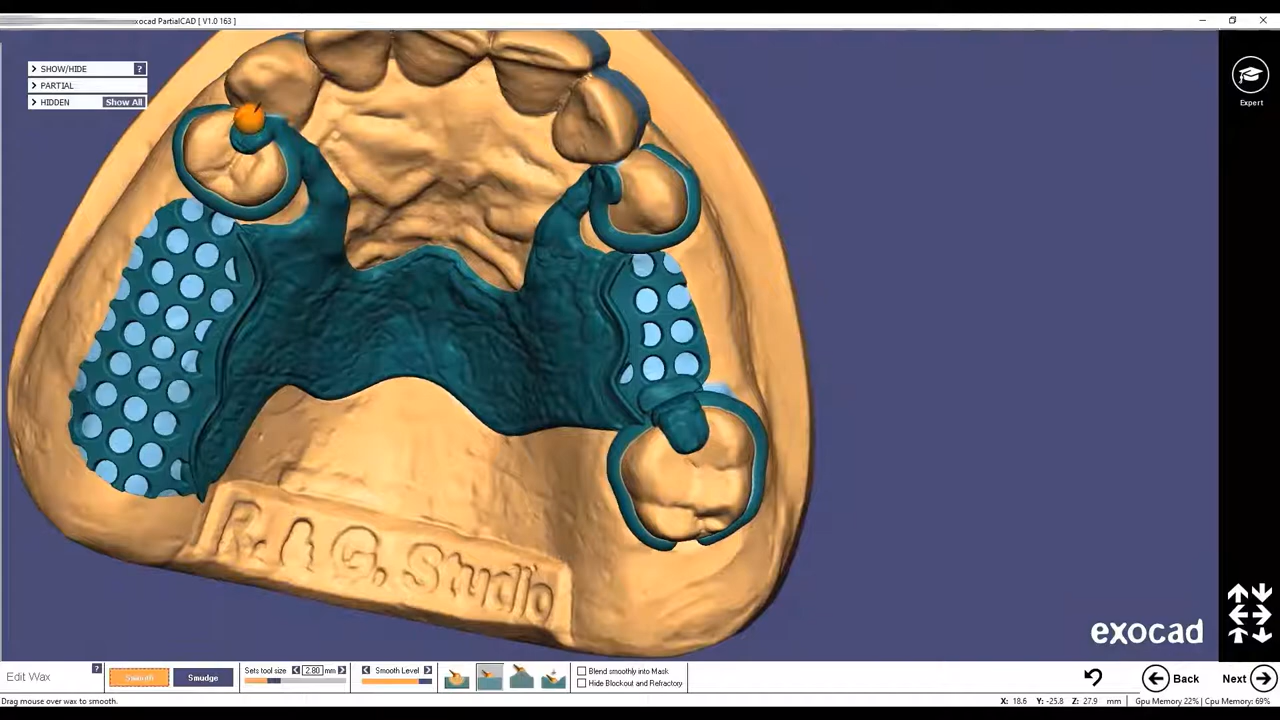 exocad PartialCAD [ V1.0 163 ]
SHOW/HIDE ?
PARTIAL
HIDDEN Show All
Expert
R.A.G. Studio
exocad
Edit Wax ?
Smooth
Smudge
Sets tool size 2.80 mm
Smooth Level
Blend smoothly into Mask
Hide Blockout and Refractory
Back
Next
Drag mouse over wax to smooth.
X: 18.6 Y: -25.8 Z: 27.9 mm
Gpu Memory 22% | Cpu Memory: 69%